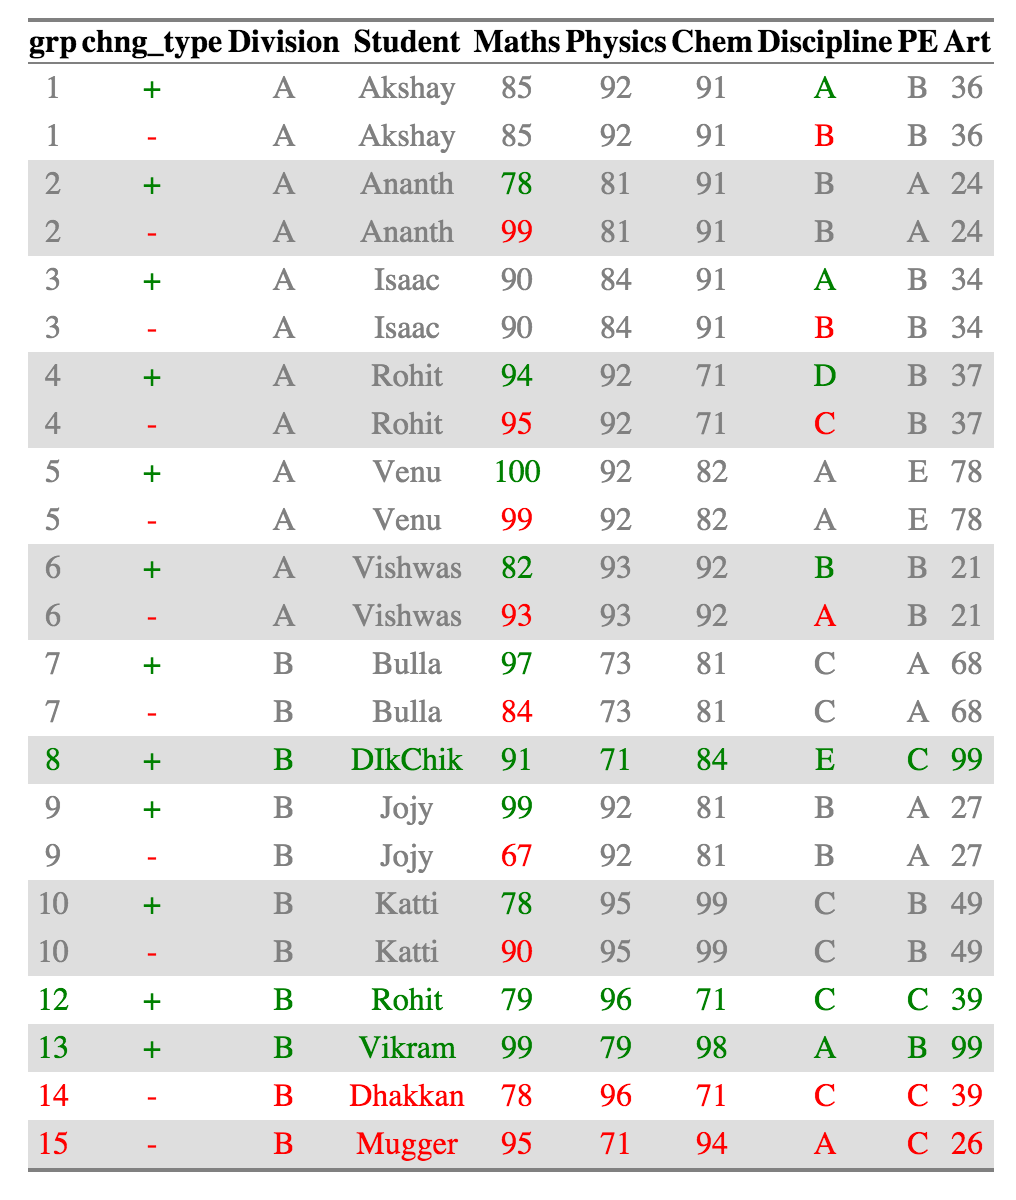 grp chng_type Division Student Maths Physics Chem Discipline PE Art
1 + A Akshay 85 92 91 A B 36
1 - A Akshay 85 92 91 B B 36
2 + A Ananth 78 81 91 B A 24
2 - A Ananth 99 81 91 B A 24
3 + A Isaac 90 84 91 A B 34
3 - A Isaac 90 84 91 B B 34
4 + A Rohit 94 92 71 D B 37
4 - A Rohit 95 92 71 C B 37
5 + A Venu 100 92 82 A E 78
5 - A Venu 99 92 82 A E 78
6 + A Vishwas 82 93 92 B B 21
6 - A Vishwas 93 93 92 A B 21
7 + B Bulla 97 73 81 C A 68
7 - B Bulla 84 73 81 C A 68
8 + B DIkChik 91 71 84 E C 99
9 + B Jojy 99 92 81 B A 27
9 - B Jojy 67 92 81 B A 27
10 + B Katti 78 95 99 C B 49
10 - B Katti 90 95 99 C B 49
12 + B Rohit 79 96 71 C C 39
13 + B Vikram 99 79 98 A B 99
14 - B Dhakkan 78 96 71 C C 39
15 - B Mugger 95 71 94 A C 26